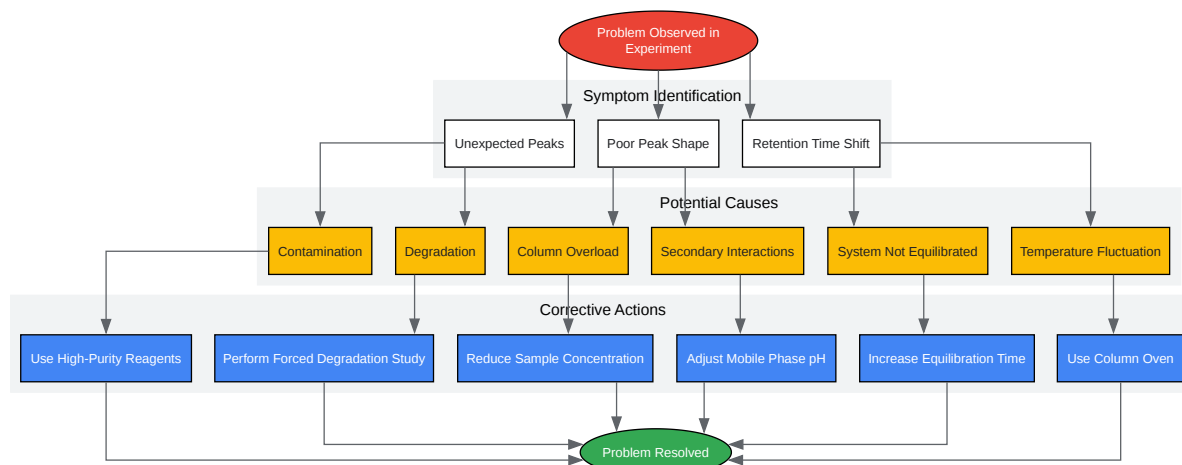 Problem Observed in
Experiment
Symptom Identification
Unexpected Peaks
Poor Peak Shape
Retention Time Shift
Potential Causes
Contamination
Degradation
Column Overload
Secondary Interactions
System Not Equilibrated
Temperature Fluctuation
Corrective Actions
Use High-Purity Reagents
Perform Forced Degradation Study
Reduce Sample Concentration
Adjust Mobile Phase pH
Increase Equilibration Time
Use Column Oven
Problem Resolved